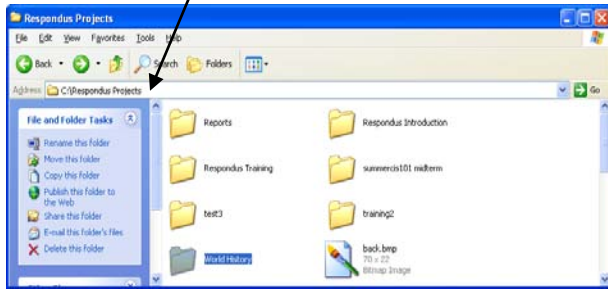 Respondus Projects
File Edit View Favorites Tools Help
Back Search Folders
Address C:\Respondus Projects Go
File and Folder Tasks
Rename this folder
Move this folder
Copy this folder
Publish this folder to
the Web
Share this folder
E-mail this folder's files
Delete this folder
Reports
Respondus Introduction
Respondus Training
summercis101 midterm
test3
training2
World History
back.bmp
70 x 22
Bitmap Image